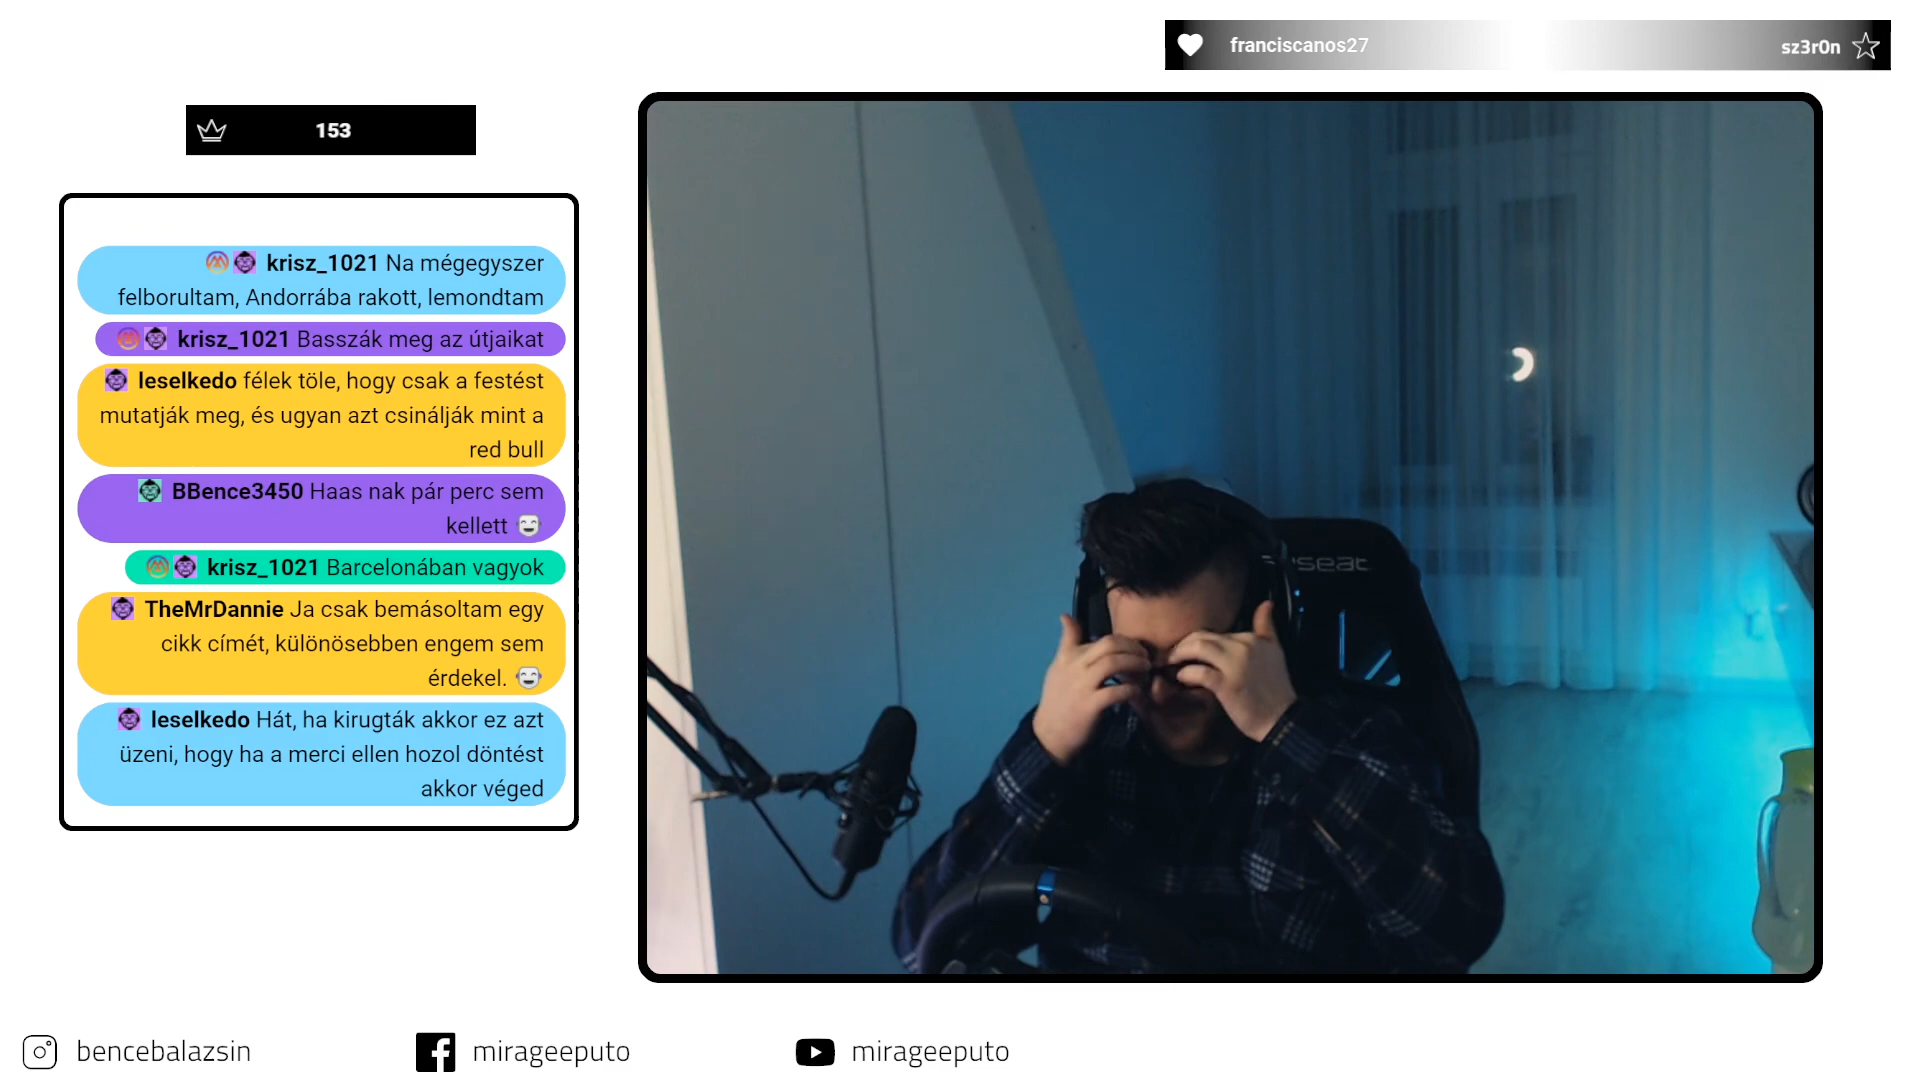 franciscanos27
sz3r0n
153
krisz_1021 Na mégegyszer
felborultam, Andorrába rakott, lemondtam
krisz_1021 Basszák meg az útjaikat
leselkedo félek töle, hogy csak a festést
mutatják meg, és ugyan azt csinálják mint a
red bull
BBence3450 Haas nak pár perc sem
kellett
krisz_1021 Barcelonában vagyok
TheMrDannie Ja csak bemásoltam egy
cikk címét, különösebben engem sem
érdekel.
leselkedo Hát, ha kirugták akkor ez azt
üzeni, hogy ha a merci ellen hozol döntést
akkor véged
bencebalazsin
mirageeputo
mirageeputo